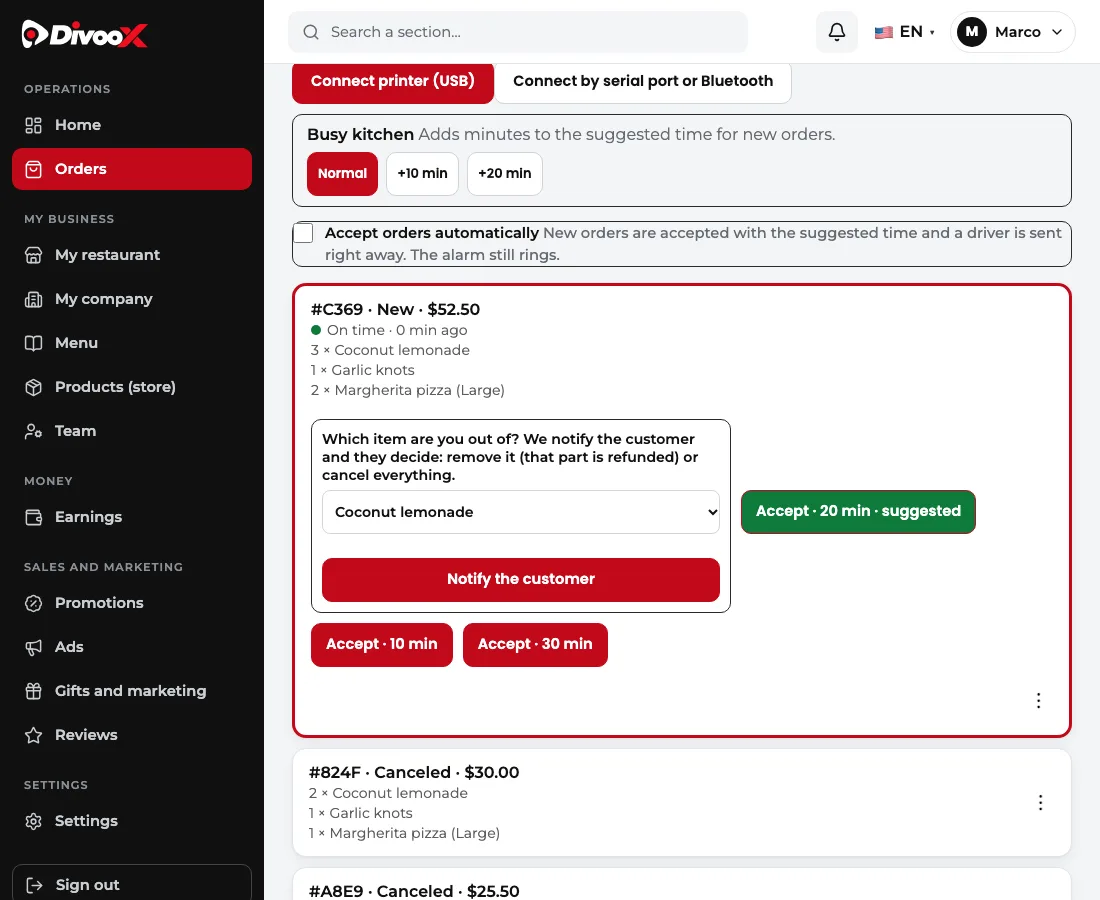 DivooX
Search a section...
EN
M
Marco
OPERATIONS
Home
Orders
MY BUSINESS
My restaurant
My company
Menu
Products (store)
Team
MONEY
Earnings
SALES AND MARKETING
Promotions
Ads
Gifts and marketing
Reviews
SETTINGS
Settings
Sign out
Connect printer (USB)
Connect by serial port or Bluetooth
Busy kitchen Adds minutes to the suggested time for new orders.
Normal
+10 min
+20 min
Accept orders automatically New orders are accepted with the suggested time and a driver is sent
right away. The alarm still rings.
#C369 · New · $52.50
On time · 0 min ago
3 × Coconut lemonade
1 × Garlic knots
2 × Margherita pizza (Large)
Which item are you out of? We notify the customer
and they decide: remove it (that part is refunded) or
cancel everything.
Coconut lemonade
Notify the customer
Accept · 20 min · suggested
Accept · 10 min
Accept · 30 min
#824F · Canceled · $30.00
2 × Coconut lemonade
1 × Garlic knots
1 × Margherita pizza (Large)
#A8E9 · Canceled · $25.50